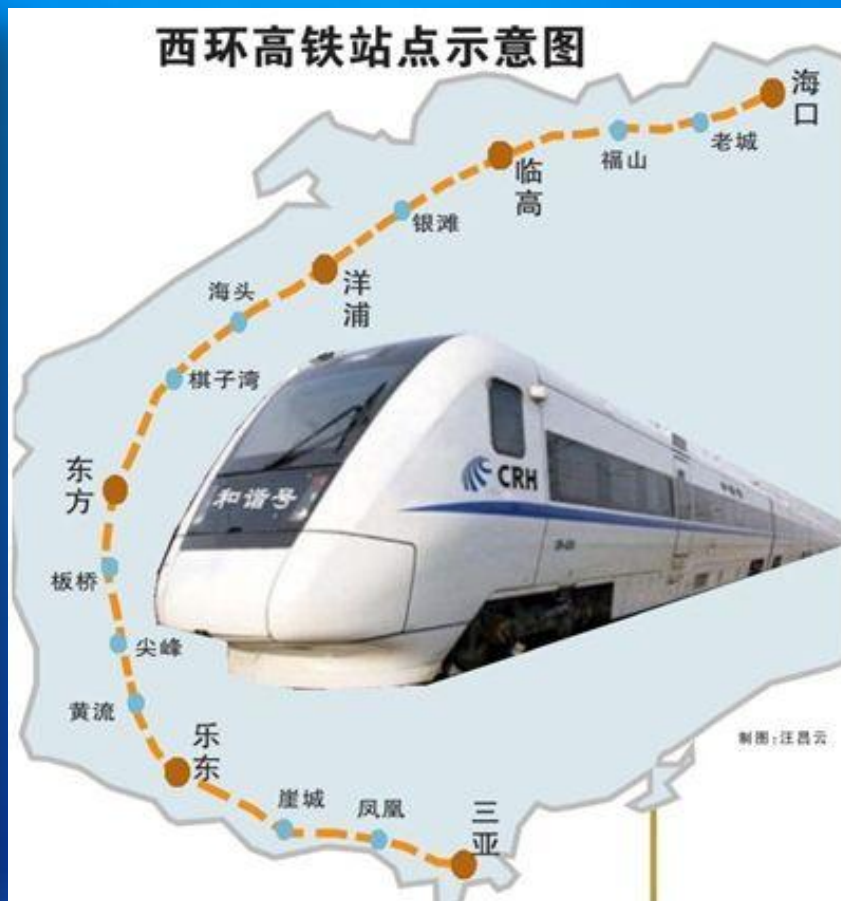 西环高铁站点示意图
海口
老城
福山
临高
银滩
洋浦
海头
棋子湾
东方
CRH
和谐号
板桥
尖峰
黄流
乐东
制图:汪昌云
崖城
凤凰
三亚